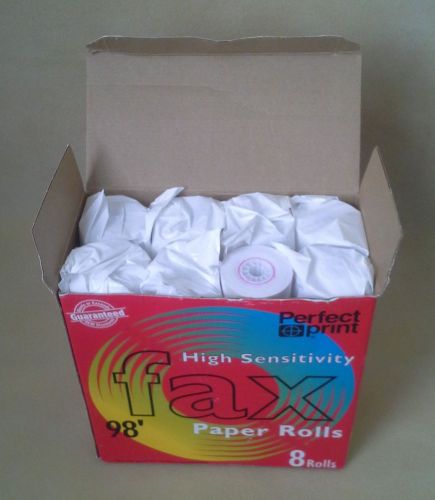 Guaranteed
Perfect
print
High Sensitivity
fax
98'
Paper Rolls
8 Rolls